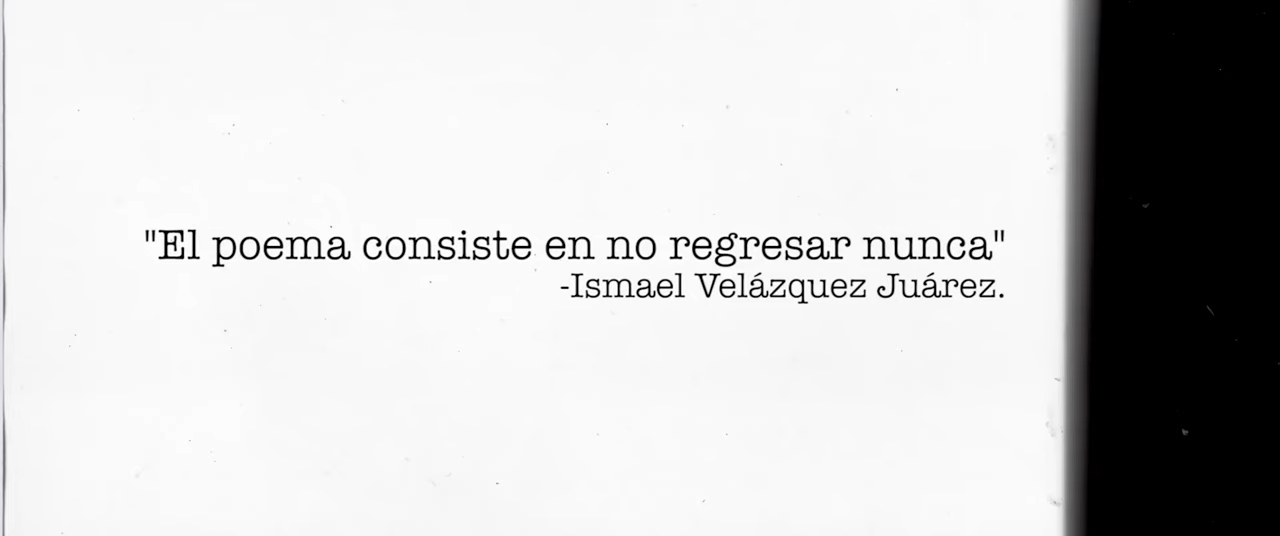 "El poema consiste en no regresar nunca"
-Ismael Velázquez Juárez.